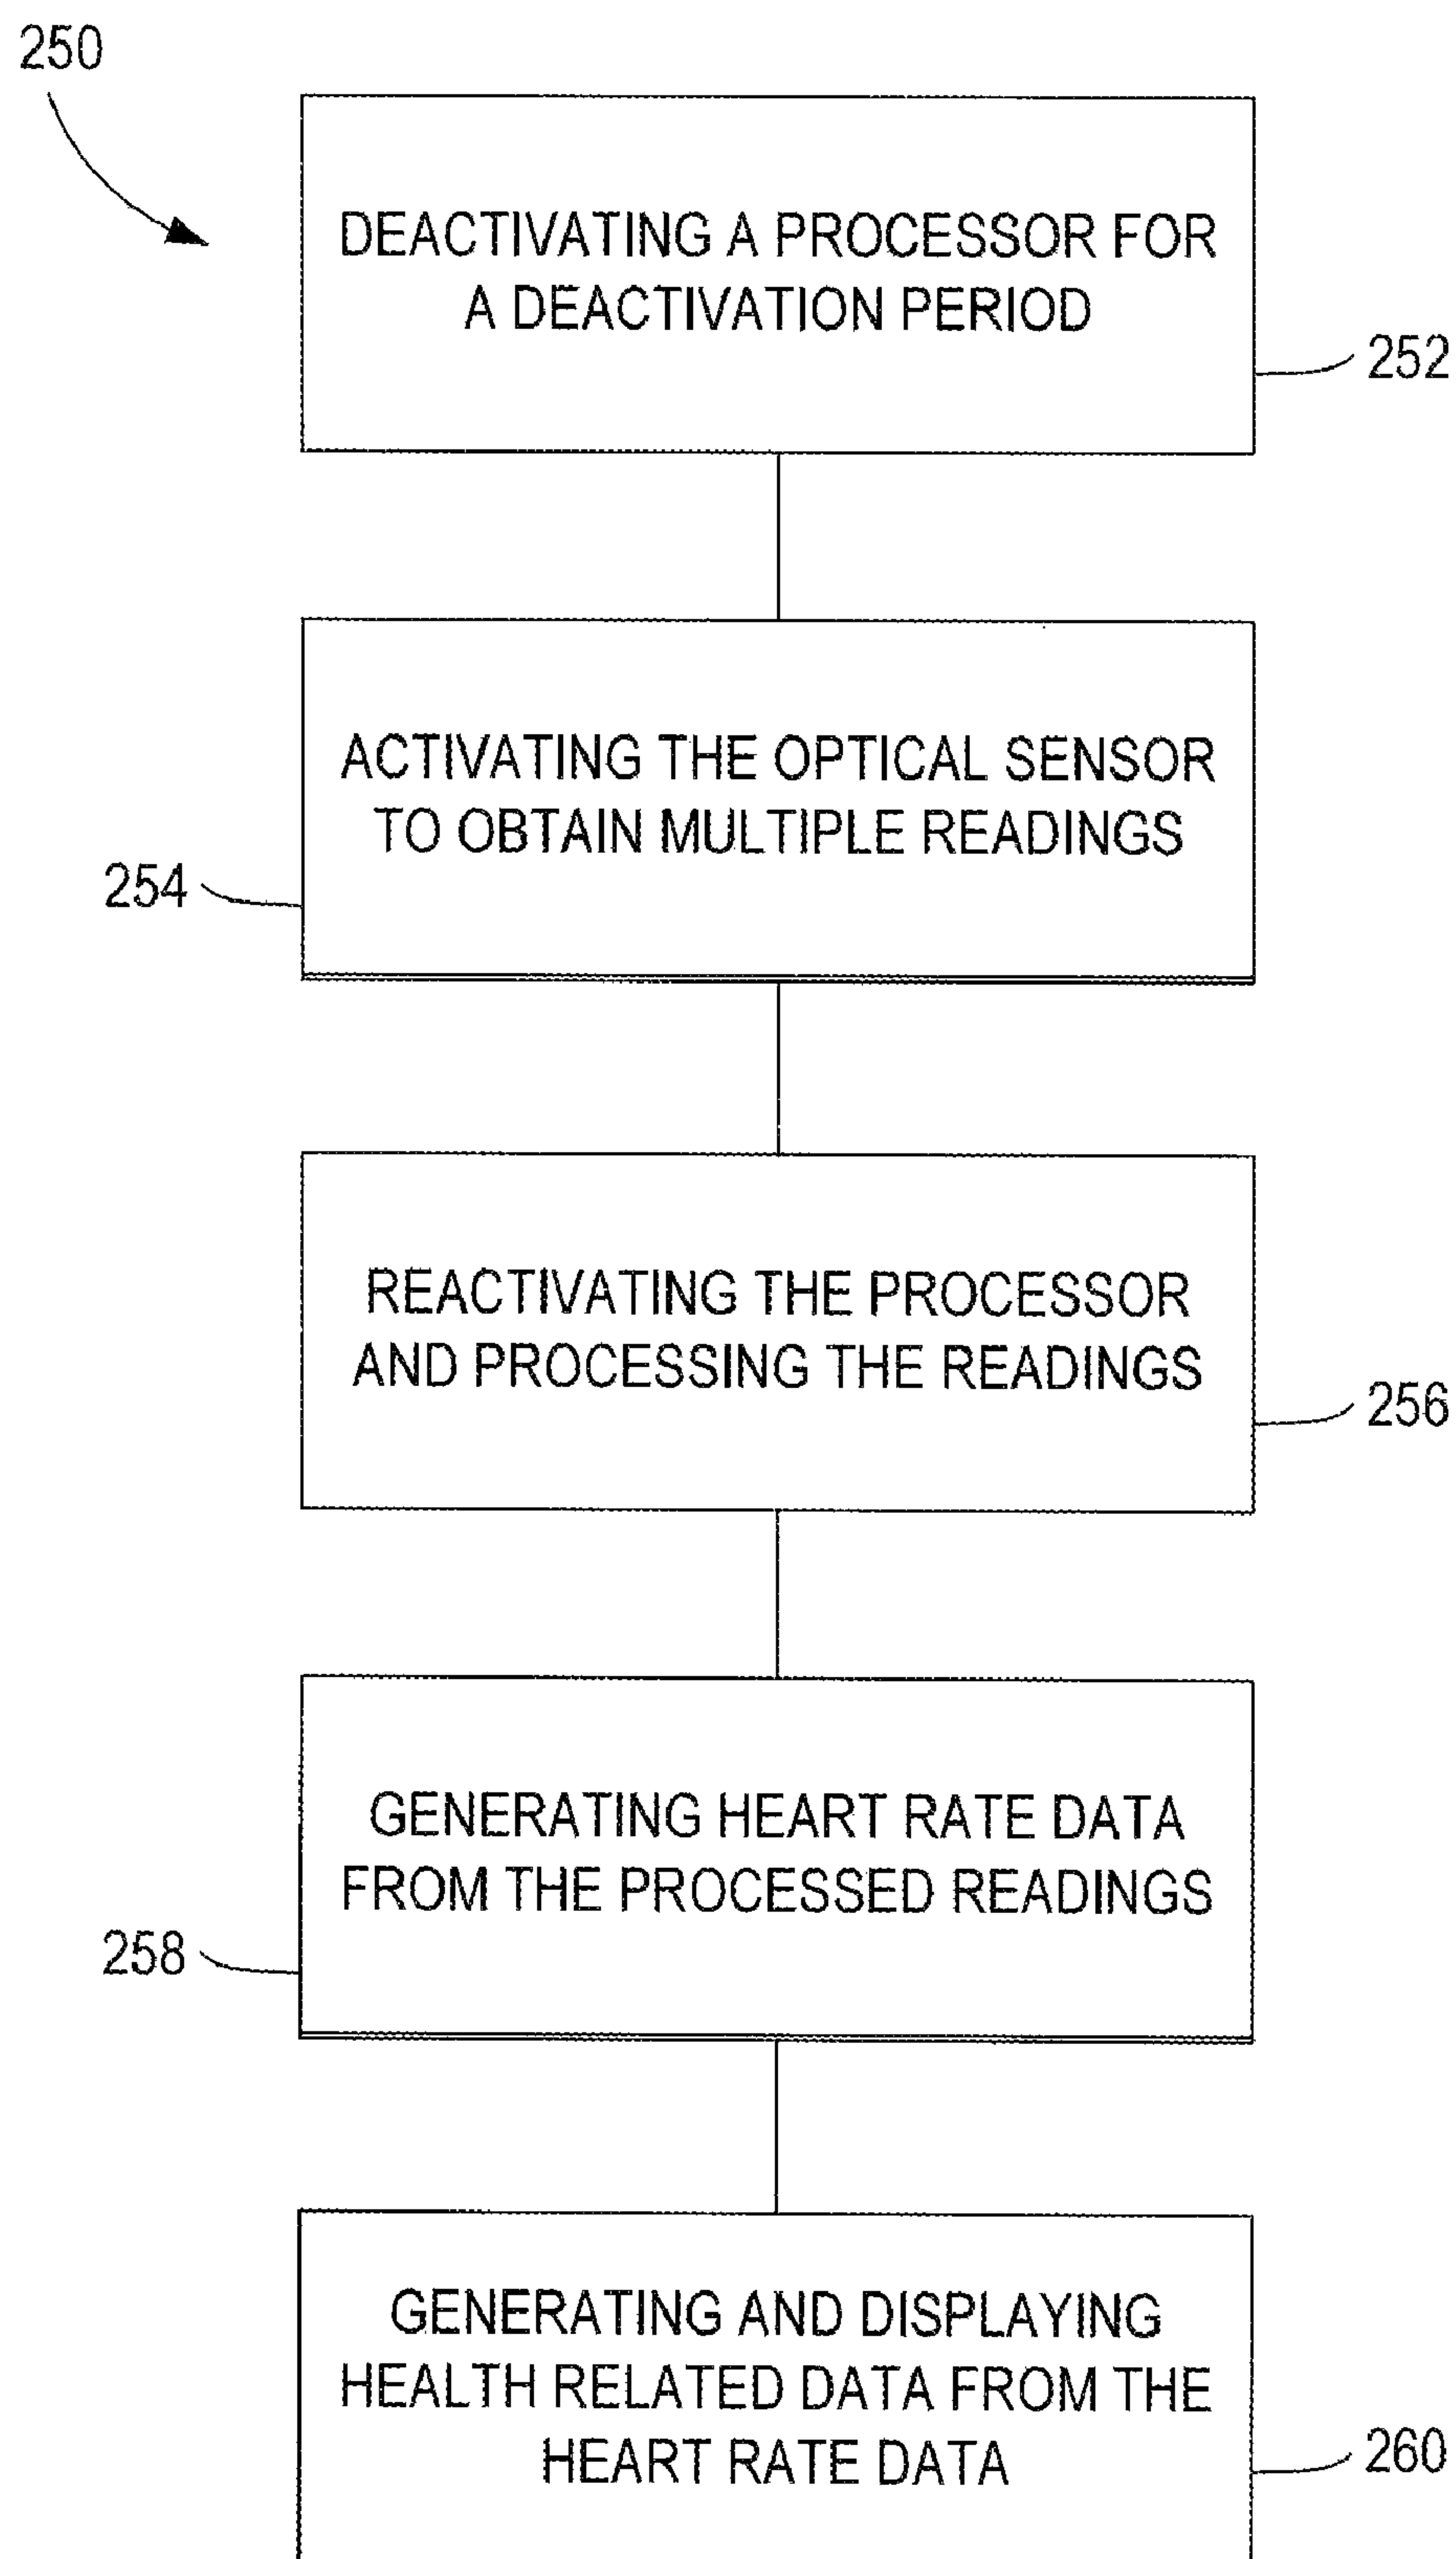 250
DEACTIVATING A PROCESSOR FOR
A DEACTIVATION PERIOD
252
ACTIVATING THE OPTICAL SENSOR
TO OBTAIN MULTIPLE READINGS
254
REACTIVATING THE PROCESSOR
AND PROCESSING THE READINGS
256
GENERATING HEART RATE DATA
FROM THE PROCESSED READINGS
258
GENERATING AND DISPLAYING
HEALTH RELATED DATA FROM THE
HEART RATE DATA
260